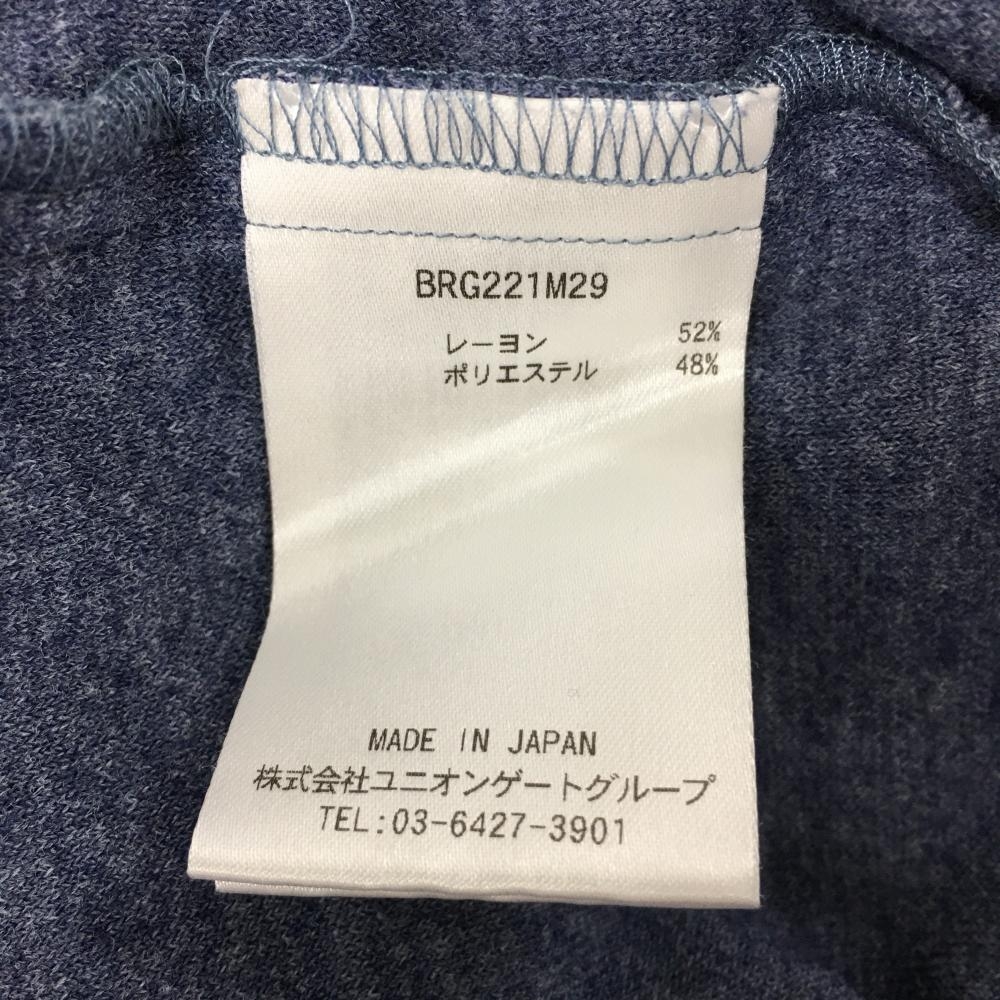 BRG221M29
レーヨン 52%
ポリエステル 48%
MADE IN JAPAN
株式会社ユニオンゲートグループ
TEL:03-6427-3901